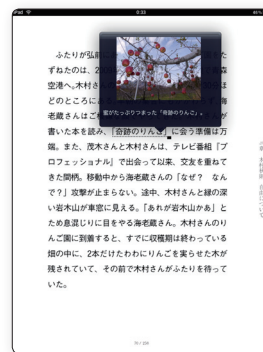 iPad
0:33
ふたりが弘前
た
ずねたのは、2
空港へ。木村さん
どのところに
老蔵さんは
蜜がたっぷりつまった「奇跡のりんご」。
書いた本を読み、「奇跡のりんご」に会う準備は万
端。また、茂木さんと木村さんは、テレビ番組『プ
ロフェッショナル』で出会って以来、交友を重ねて
きた間柄。移動中から海老蔵さんの「なぜ？　なん
で？」攻撃が止まらない。途中、木村さんと縁の深
い岩木山が車窓に見える。「あれが岩木山かあ」と
ため息混じりに目をやる海老蔵さん。木村さんのり
んご園に到着すると、すでに収穫期は終わっている
畑の中に、2本だけたわわにりんごを実らせた木が
残されていて、その前で木村さんがふたりを待って
いた。